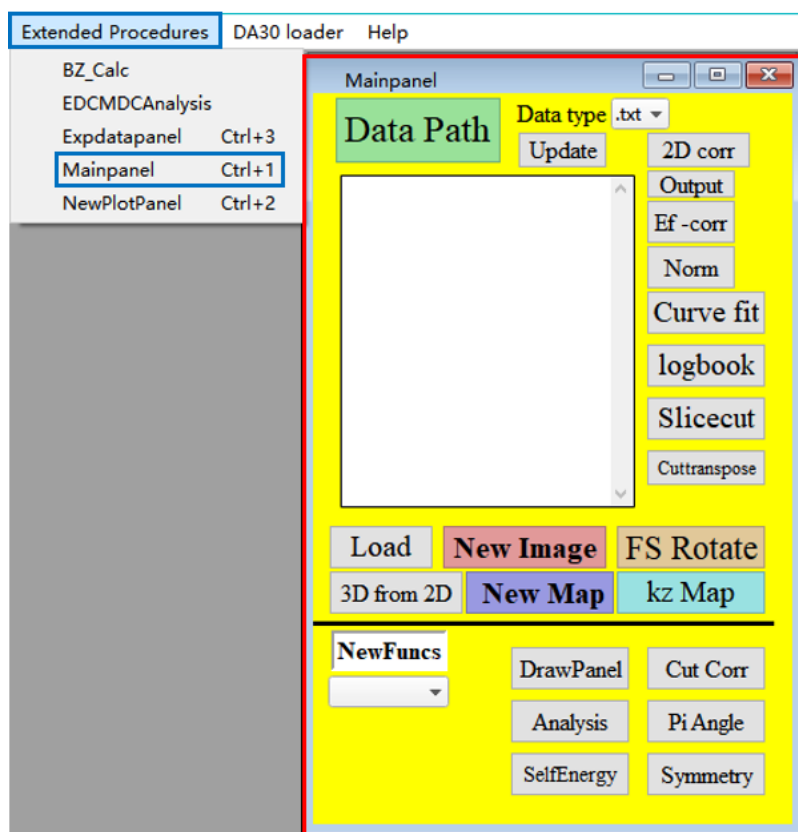 Extended Procedures DA30 loader Help
BZ_Calc
EDCMDCAnalysis
Expdatapanel Ctrl+3
Mainpanel Ctrl+1
NewPlotPanel Ctrl+2
Mainpanel
Data Path
Data type .txt
Update
2D corr
Output
Ef -corr
Norm
Curve fit
logbook
Slicecut
Cuttranspose
Load New Image FS Rotate
3D from 2D New Map kz Map
NewFuncs
DrawPanel Cut Corr
Analysis Pi Angle
SelfEnergy Symmetry